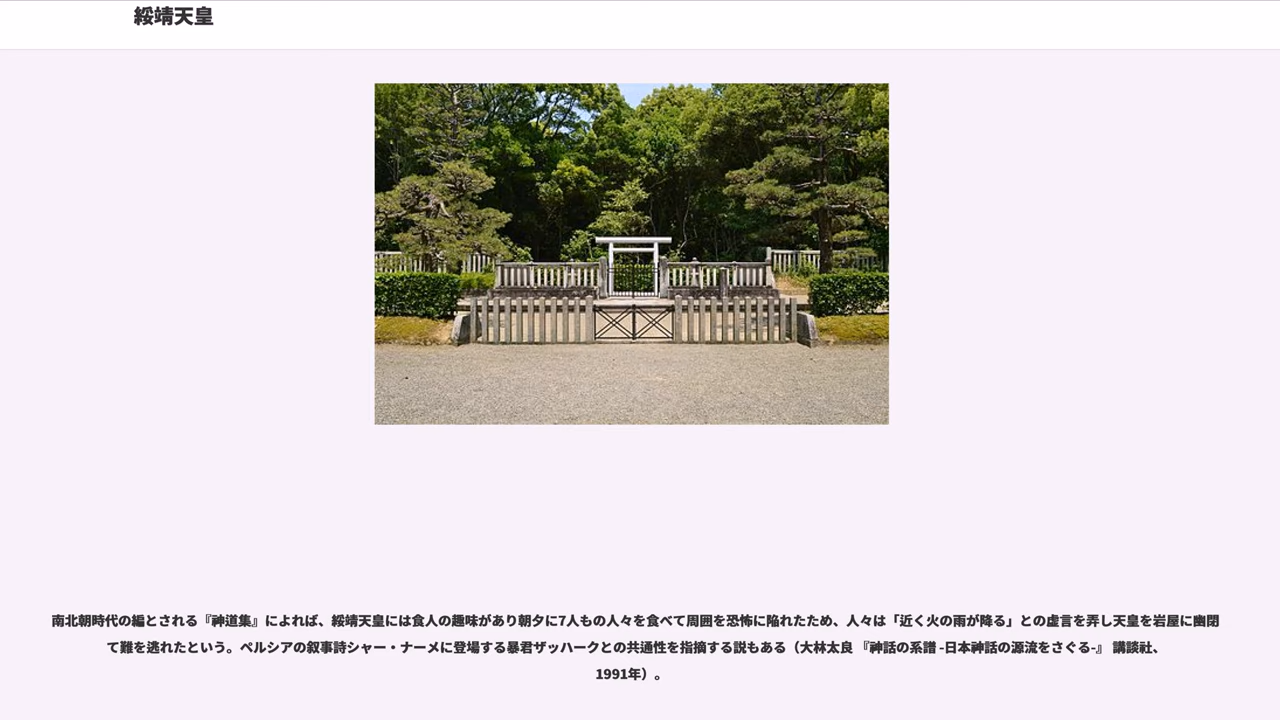 綏靖天皇
南北朝時代の編とされる『神道集』によれば、綏靖天皇には食人の趣味があり朝夕に7人もの人々を食べて周囲を恐怖に陥れたため、人々は「近く火の雨が降る」との虚言を弄し天皇を岩屋に幽閉
て難を逃れたという。ペルシアの叙事詩シャー・ナーメに登場する暴君ザッハークとの共通性を指摘する説もある（大林太良 『神話の系譜 -日本神話の源流をさぐる-』 講談社、
1991年）。